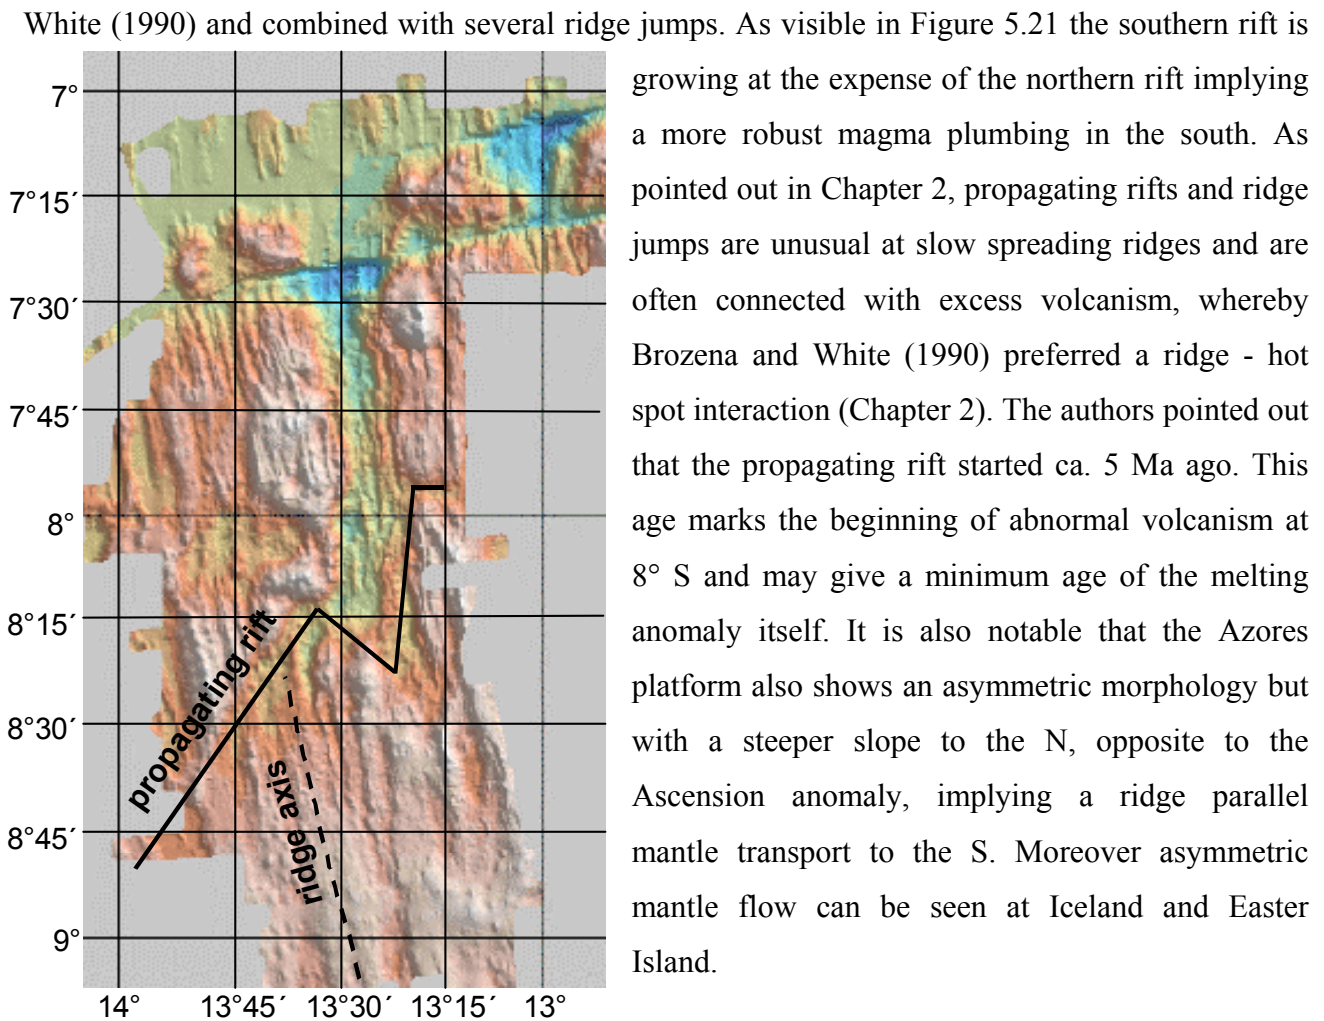 White (1990) and combined with several ridge jumps. As visible in Figure 5.21 the southern rift is
growing at the expense of the northern rift implying
a more robust magma plumbing in the south. As
pointed out in Chapter 2, propagating rifts and ridge
jumps are unusual at slow spreading ridges and are
often connected with excess volcanism, whereby
Brozena and White (1990) preferred a ridge - hot
spot interaction (Chapter 2). The authors pointed out
that the propagating rift started ca. 5 Ma ago. This
age marks the beginning of abnormal volcanism at
8° S and may give a minimum age of the melting
anomaly itself. It is also notable that the Azores
platform also shows an asymmetric morphology but
with a steeper slope to the N, opposite to the
Ascension anomaly, implying a ridge parallel
mantle transport to the S. Moreover asymmetric
mantle flow can be seen at Iceland and Easter
Island.
7°
7°15´
7°30´
7°45´
8°
8°15´
8°30´
8°45´
9°
propagating rift
ridge axis
14°
13°45´
13°30´
13°15´
13°